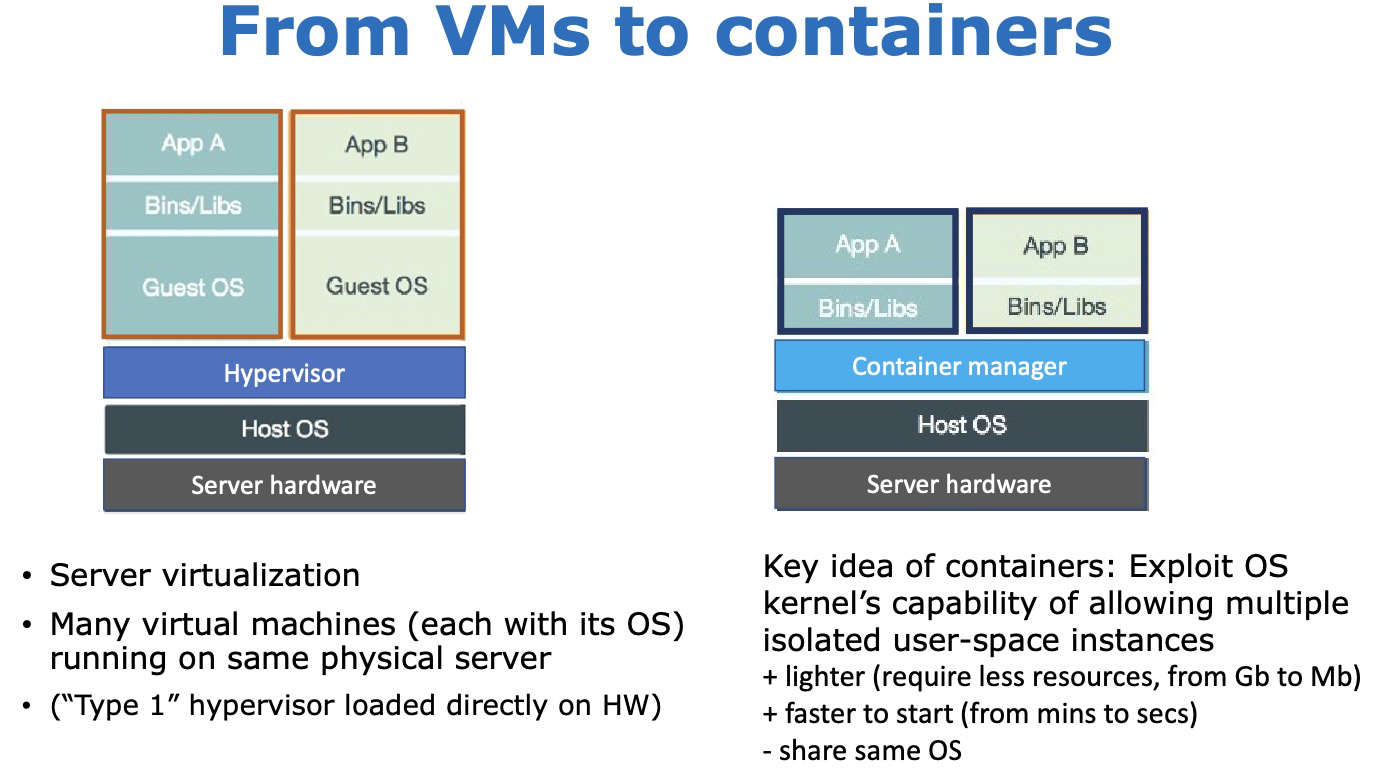 From VMs to containers
App A
App B
Bins/Libs
Bins/Libs
Guest OS
Guest OS
Hypervisor
Host OS
Server hardware
App A
App B
Bins/Libs
Bins/Libs
Container manager
Host OS
Server hardware
• Server virtualization
• Many virtual machines (each with its OS)
running on same physical server
• (“Type 1” hypervisor loaded directly on HW)
Key idea of containers: Exploit OS
kernel’s capability of allowing multiple
isolated user-space instances
+ lighter (require less resources, from Gb to Mb)
+ faster to start (from mins to secs)
- share same OS